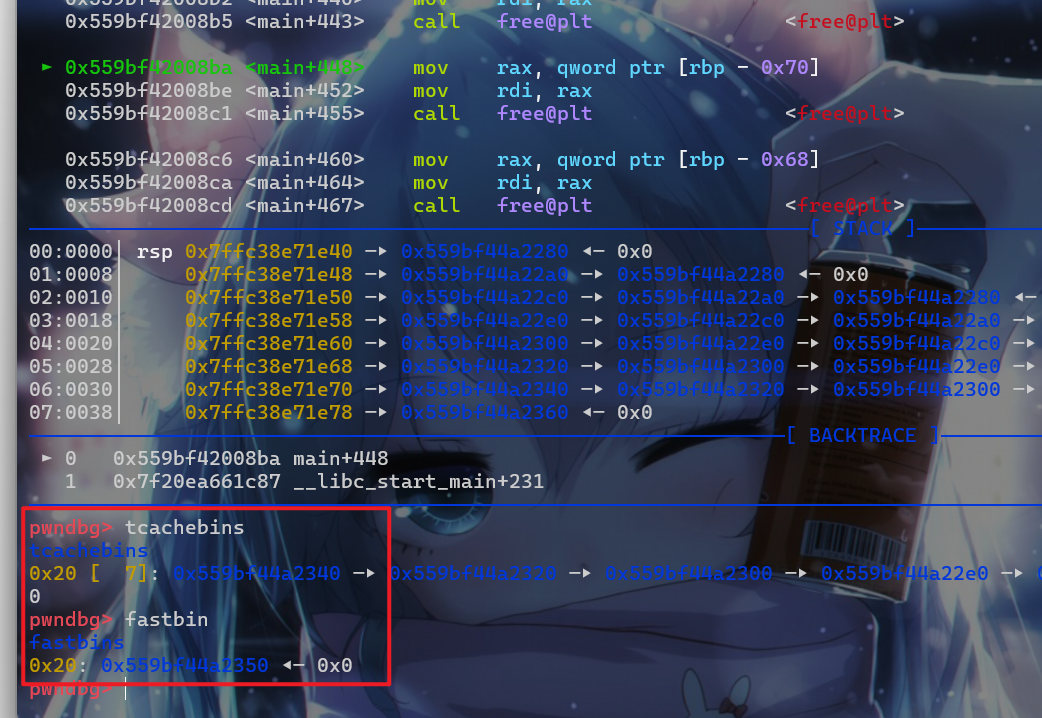 0x559bf42008b2 <main+440> mov rdi, rax
0x559bf42008b5 <main+443> call free@plt <free@plt>
► 0x559bf42008ba <main+448> mov rax, qword ptr [rbp - 0x70]
0x559bf42008be <main+452> mov rdi, rax
0x559bf42008c1 <main+455> call free@plt <free@plt>
0x559bf42008c6 <main+460> mov rax, qword ptr [rbp - 0x68]
0x559bf42008ca <main+464> mov rdi, rax
0x559bf42008cd <main+467> call free@plt <free@plt>
[ STACK ]
00:0000│ rsp 0x7ffc38e71e40 —▸ 0x559bf44a2280 ◂— 0x0
01:0008│ 0x7ffc38e71e48 —▸ 0x559bf44a22a0 —▸ 0x559bf44a2280 ◂— 0x0
02:0010│ 0x7ffc38e71e50 —▸ 0x559bf44a22c0 —▸ 0x559bf44a22a0 —▸ 0x559bf44a2280 ◂—
03:0018│ 0x7ffc38e71e58 —▸ 0x559bf44a22e0 —▸ 0x559bf44a22c0 —▸ 0x559bf44a22a0 —▸
04:0020│ 0x7ffc38e71e60 —▸ 0x559bf44a2300 —▸ 0x559bf44a22e0 —▸ 0x559bf44a22c0 —▸
05:0028│ 0x7ffc38e71e68 —▸ 0x559bf44a2320 —▸ 0x559bf44a2300 —▸ 0x559bf44a22e0 —▸
06:0030│ 0x7ffc38e71e70 —▸ 0x559bf44a2340 —▸ 0x559bf44a2320 —▸ 0x559bf44a2300 —▸
07:0038│ 0x7ffc38e71e78 —▸ 0x559bf44a2360 ◂— 0x0
[ BACKTRACE ]
► 0 0x559bf42008ba main+448
1 0x7f20ea661c87 __libc_start_main+231
pwndbg> tcachebins
tcachebins
0x20 [ 7]: 0x559bf44a2340 —▸ 0x559bf44a2320 —▸ 0x559bf44a2300 —▸ 0x559bf44a22e0 —▸
0
pwndbg> fastbin
fastbins
0x20: 0x559bf44a2350 ◂— 0x0
pwndbg>